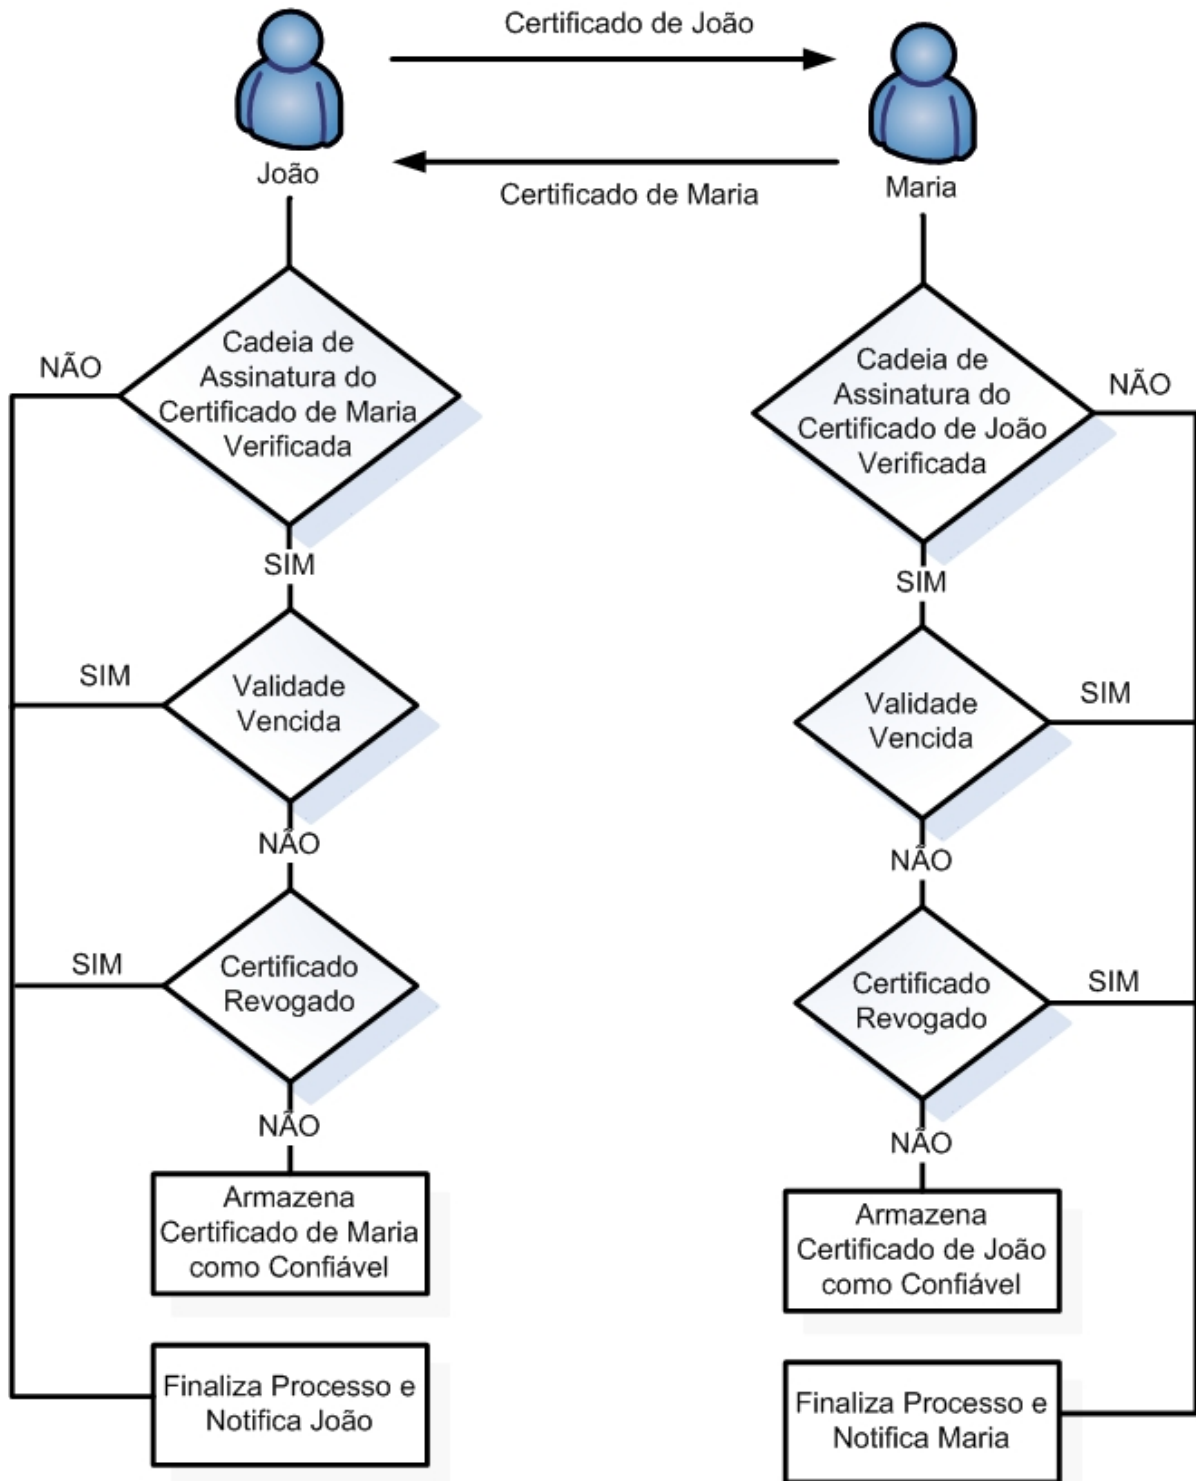 Certificado de João
João
Certificado de Maria
Maria
Cadeia de
Assinatura do
Certificado de Maria
Verificada
NÃO
SIM
Validade
Vencida
SIM
NÃO
Certificado
Revogado
SIM
NÃO
Armazena
Certificado de Maria
como Confiável
Finaliza Processo e
Notifica João
Cadeia de
Assinatura do
Certificado de João
Verificada
NÃO
SIM
Validade
Vencida
SIM
NÃO
Certificado
Revogado
SIM
NÃO
Armazena
Certificado de João
como Confiável
Finaliza Processo e
Notifica Maria